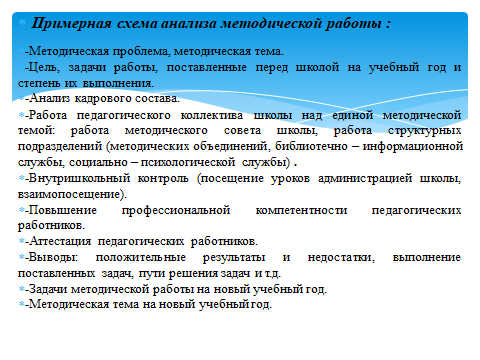 Примерная схема анализа методической работы :
-Методическая проблема, методическая тема.
-Цель, задачи работы, поставленные перед школой на учебный год и
степень их выполнения.
-Анализ кадрового состава.
-Работа педагогического коллектива школы над единой методической
темой: работа методического совета школы, работа структурных
подразделений (методических объединений, библиотечно – информационной
службы, социально – психологической службы) .
-Внутришкольный контроль (посещение уроков администрацией школы,
взаимопосещение).
-Повышение профессиональной компетентности педагогических
работников.
-Аттестация педагогических работников.
-Выводы: положительные результаты и недостатки, выполнение
поставленных задач, пути решения задач и т.д.
-Задачи методической работы на новый учебный год.
-Методическая тема на новый учебный год.